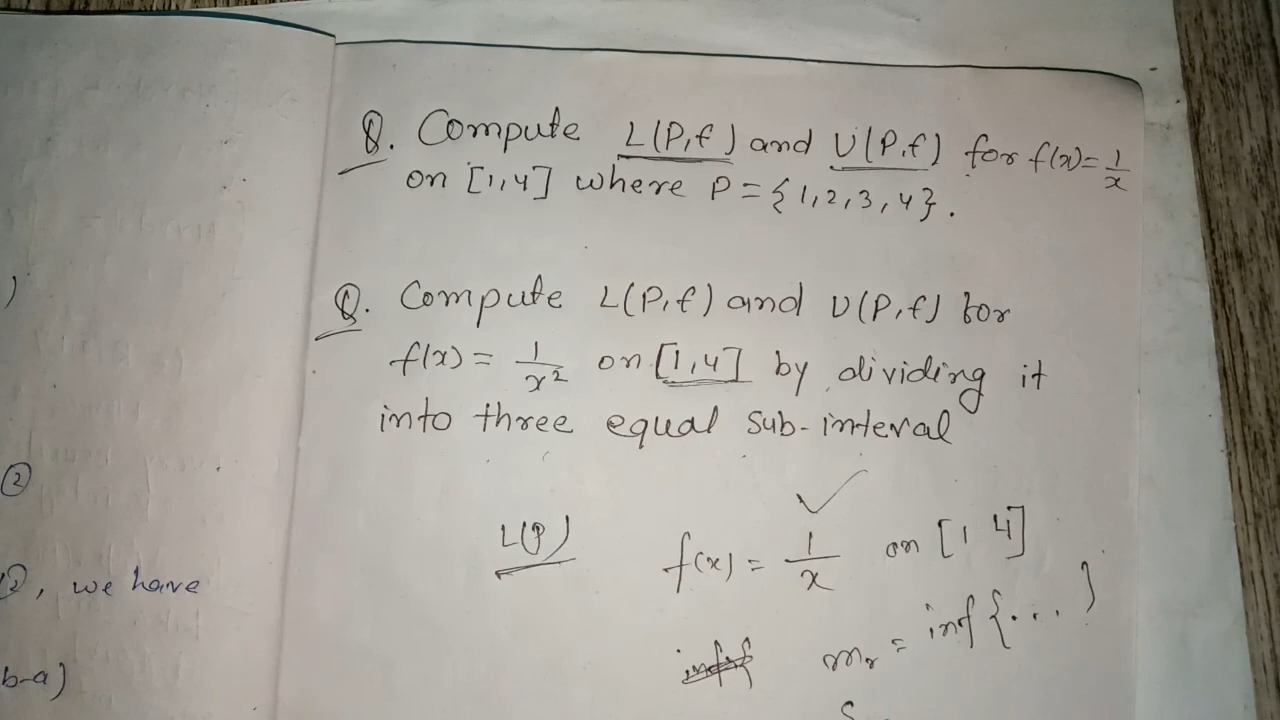 )
②
②, we have
b-a)
Q. Compute L(P,f) and U(P,f) for f(x)=1/x
on [1,4] where P={1,2,3,4}.
Q. Compute L(P,f) and U(P,f) for
f(x) = 1/x² on [1,4] by dividing it
into three equal sub-interval
L(P)
f(x) = 1/x on [1 4]
mr = inf {...}